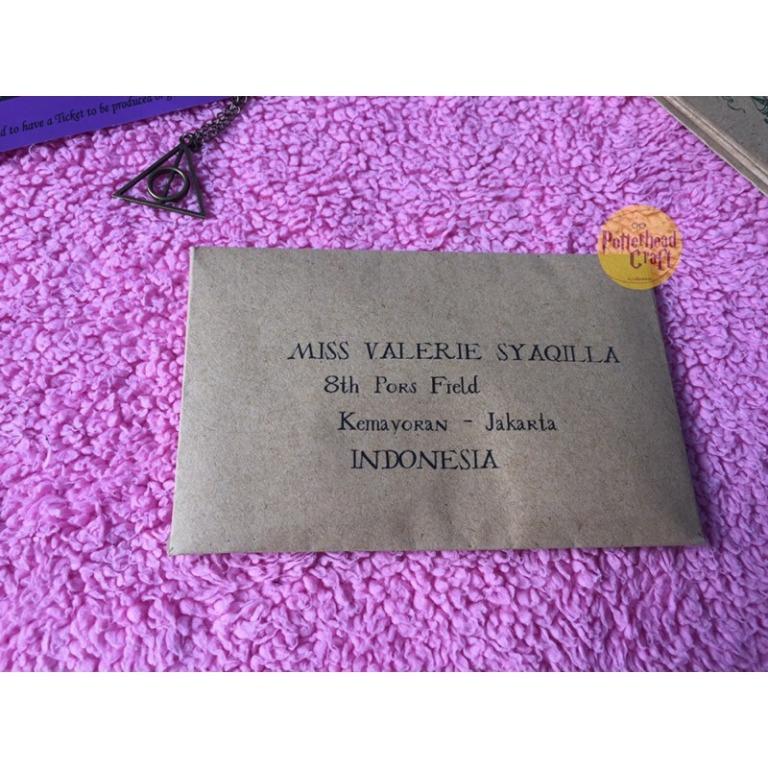 d to have a Ticket to be produced
Potterhead
Craft
MISS VALERIE SYAQILLA
8th Pors Field
Kemayoran - Jakarta
INDONESIA